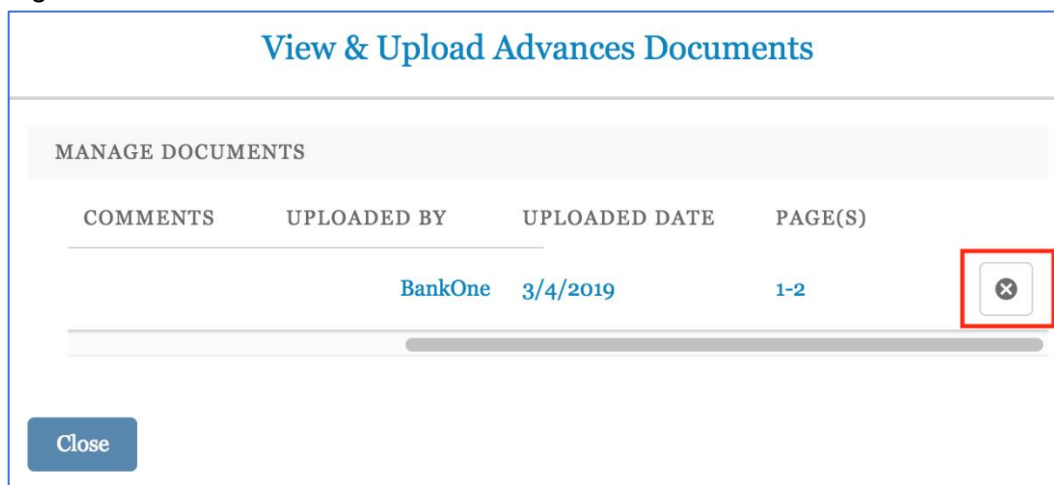 View & Upload Advances Documents
MANAGE DOCUMENTS
COMMENTS UPLOADED BY UPLOADED DATE PAGE(S)
BankOne 3/4/2019 1-2
Close